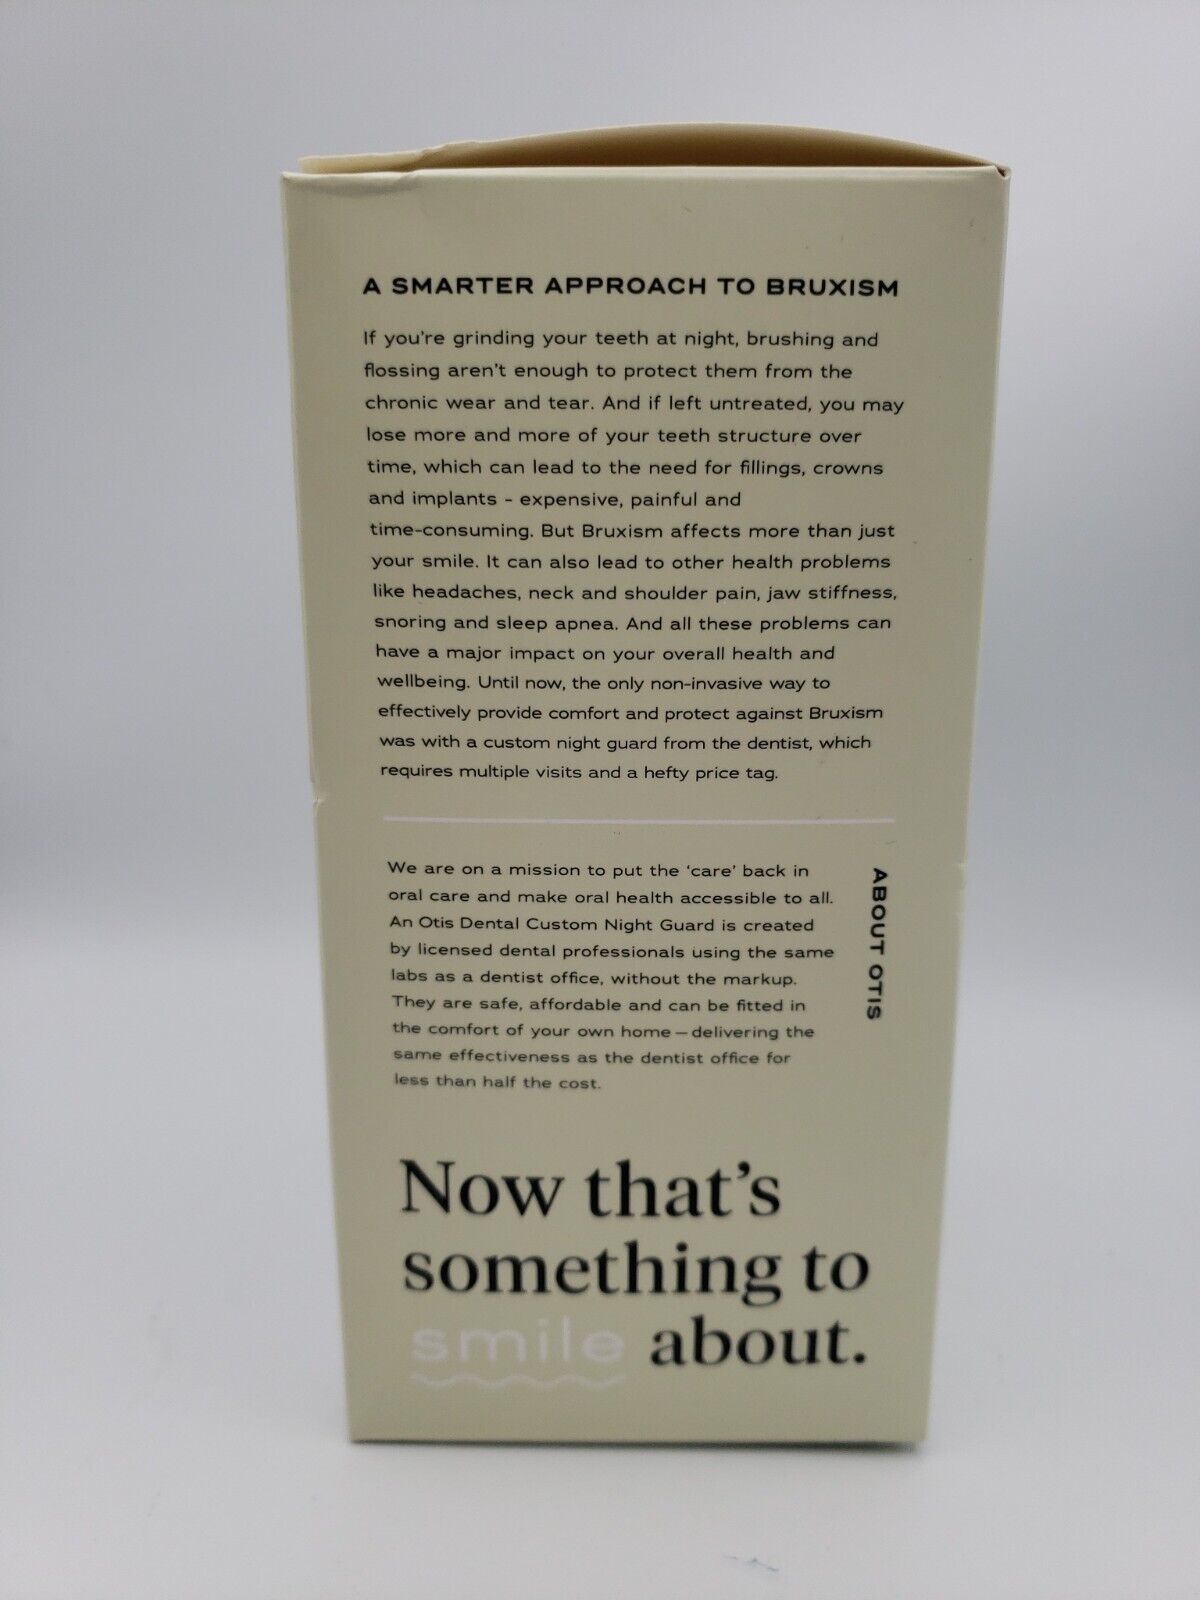 A SMARTER APPROACH TO BRUXISM
If you're grinding your teeth at night, brushing and
flossing aren't enough to protect them from the
chronic wear and tear. And if left untreated, you may
lose more and more of your teeth structure over
time, which can lead to the need for fillings, crowns
and implants - expensive, painful and
time-consuming. But Bruxism affects more than just
your smile. It can also lead to other health problems
like headaches, neck and shoulder pain, jaw stiffness,
snoring and sleep apnea. And all these problems can
have a major impact on your overall health and
wellbeing. Until now, the only non-invasive way to
effectively provide comfort and protect against Bruxism
was with a custom night guard from the dentist, which
requires multiple visits and a hefty price tag.
We are on a mission to put the 'care' back in
oral care and make oral health accessible to all.
An Otis Dental Custom Night Guard is created
by licensed dental professionals using the same
labs as a dentist office, without the markup.
They are safe, affordable and can be fitted in
the comfort of your own home — delivering the
same effectiveness as the dentist office for
less than half the cost.
ABOUT OTIS
Now that's
something to
smile about.